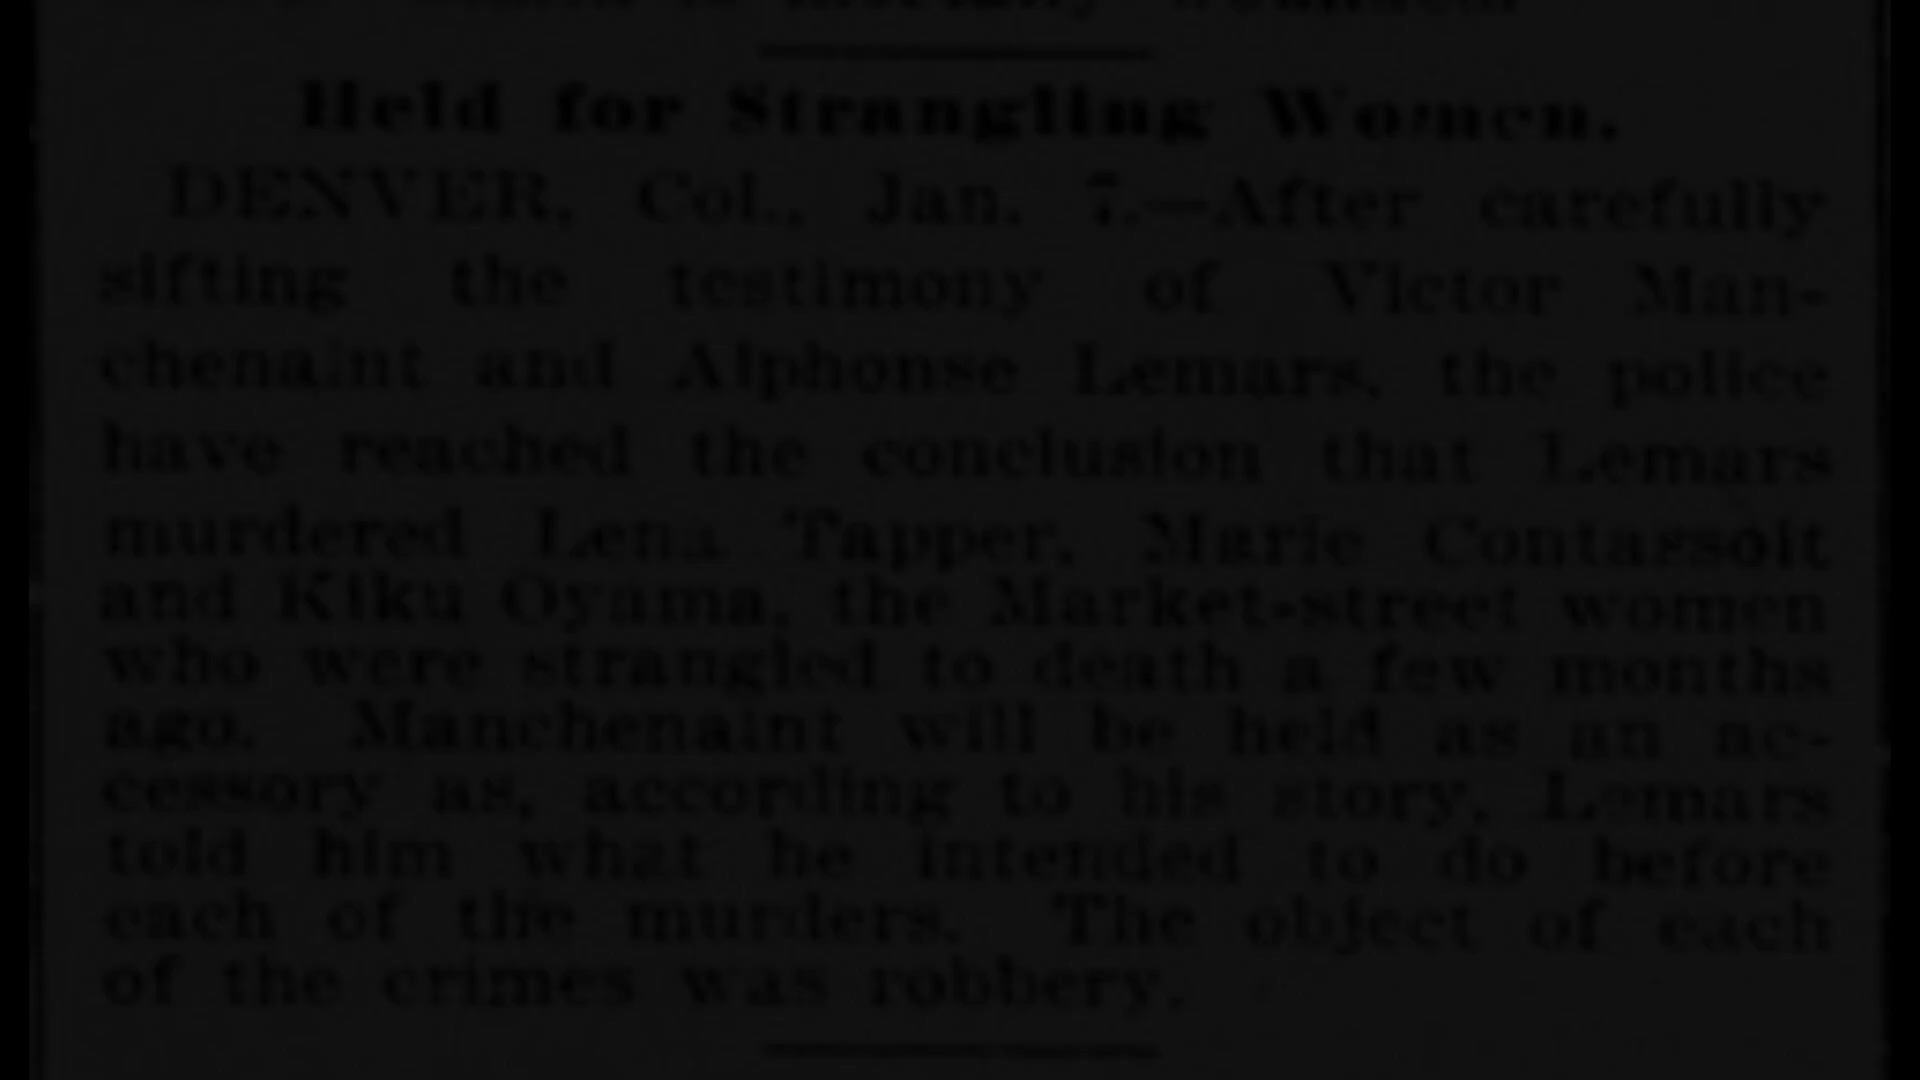 Held for Strangling Women.
DENVER, Col., Jan. 7.—After carefully
sifting the testimony of Victor Man-
chenaint and Alphonse Lemars, the police
have reached the conclusion that Lemars
murdered Lena Tapper, Marie Contassoit
and Kiku Oyama, the Market-street women
who were strangled to death a few months
ago. Manchenaint will be held as an ac-
cessory as, according to his story, Lemars
told him what he intended to do before
each of the murders. The object of each
of the crimes was robbery.